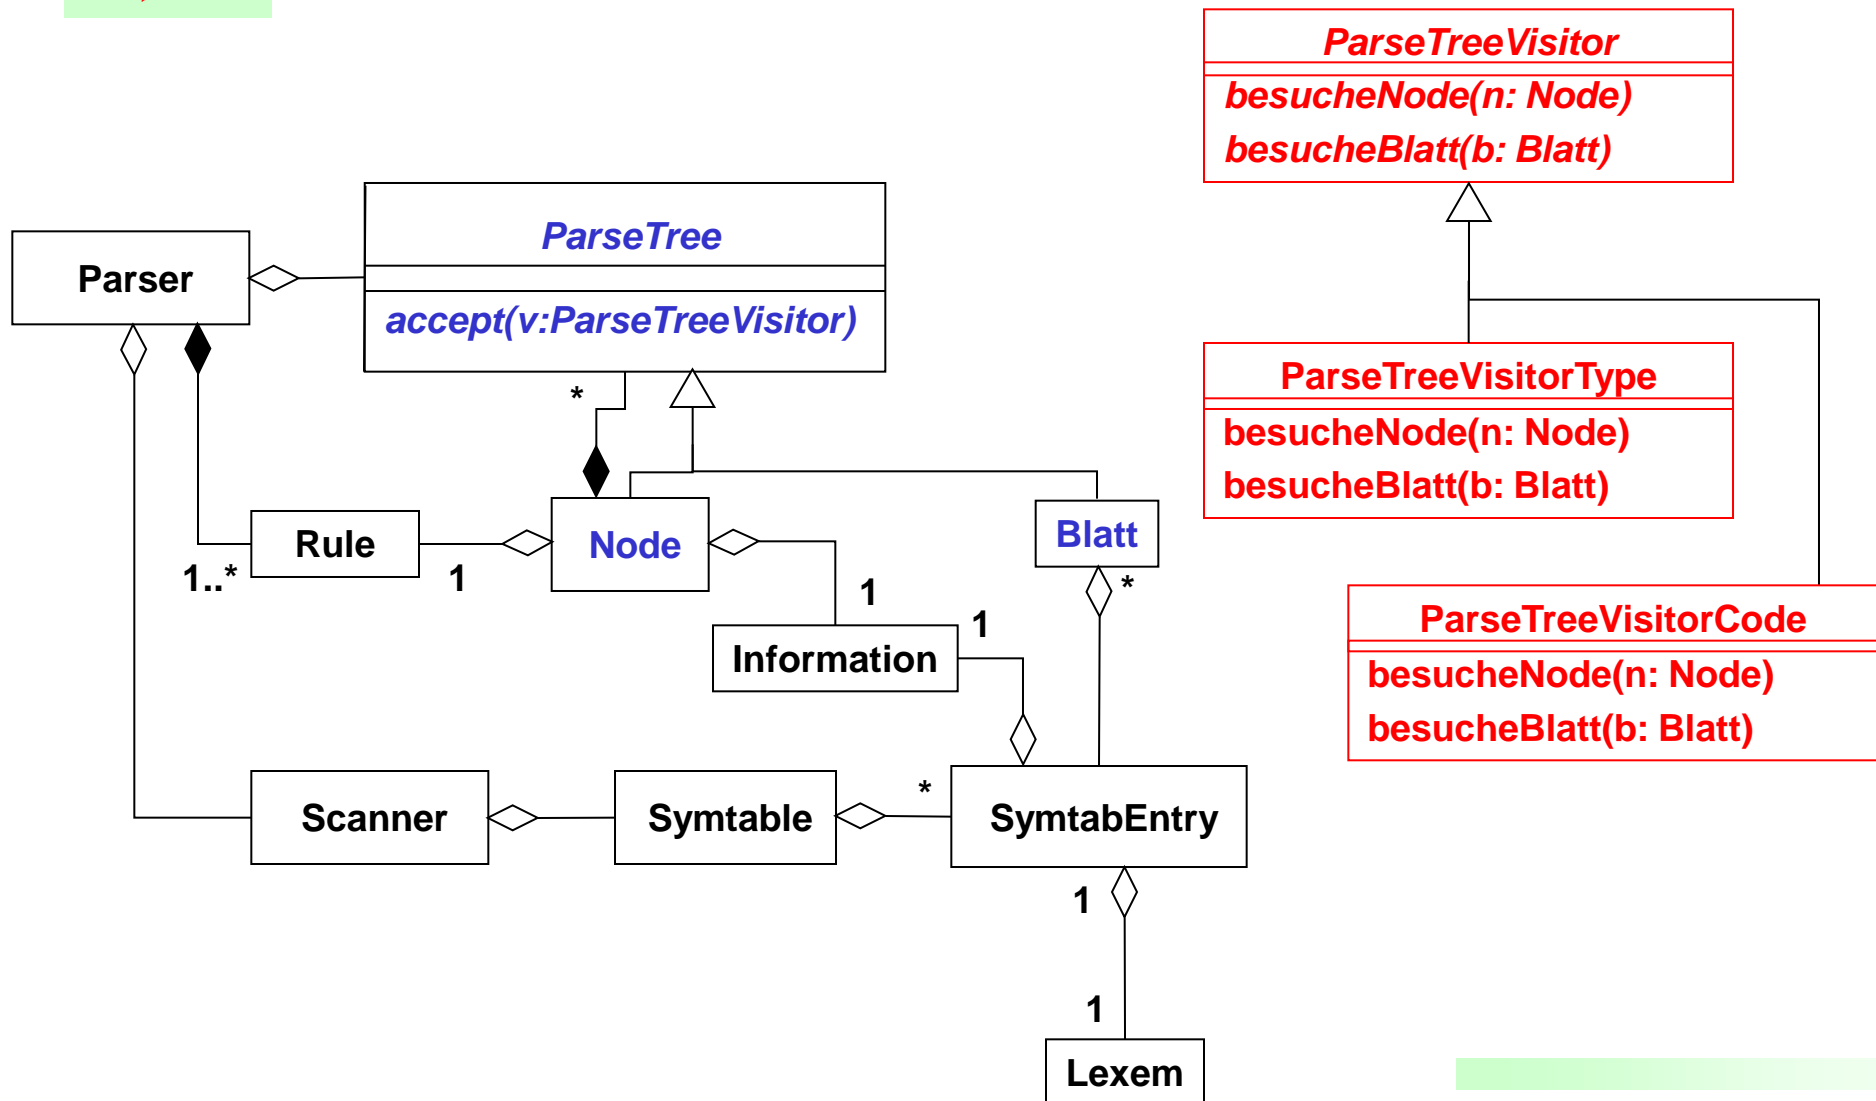 ParseTreeVisitor
besucheNode(n: Node)
besucheBlatt(b: Blatt)
ParseTree
accept(v:ParseTreeVisitor)
Parser
*
ParseTreeVisitorType
besucheNode(n: Node)
besucheBlatt(b: Blatt)
Rule
1..*
1
Node
Blatt
*
1
1
Information
ParseTreeVisitorCode
besucheNode(n: Node)
besucheBlatt(b: Blatt)
Scanner
Symtable
*
SymtabEntry
1
1
Lexem